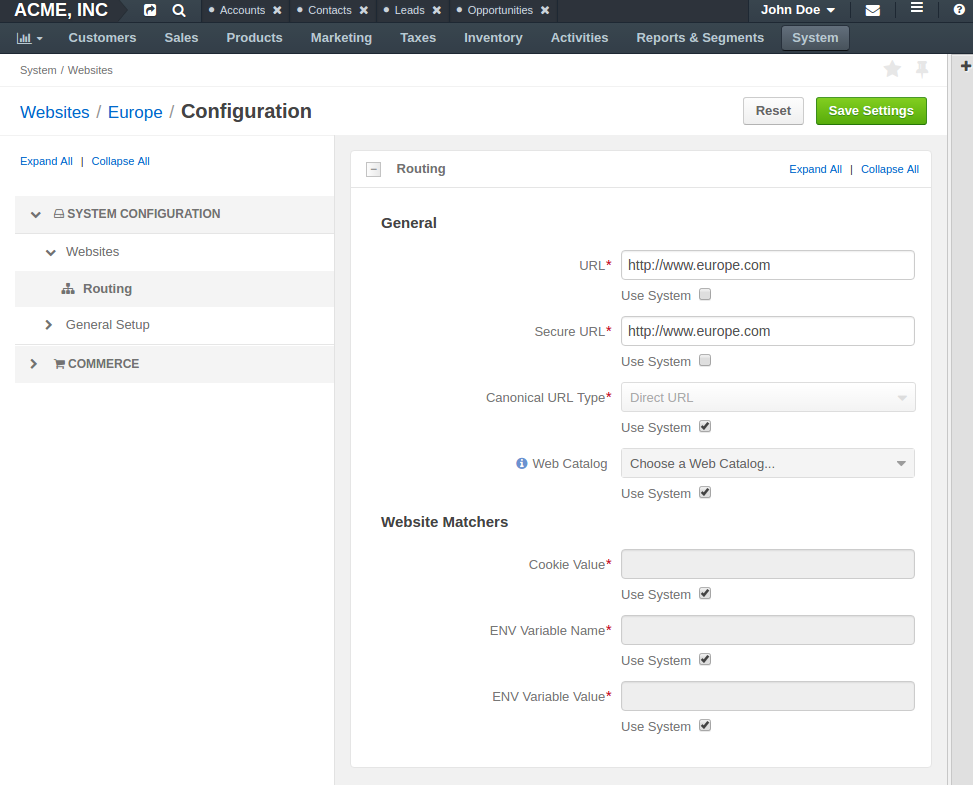 ACME, INC Accounts Contacts Leads Opportunities John Doe
Customers Sales Products Marketing Taxes Inventory Activities Reports & Segments System
System / Websites
Websites / Europe / Configuration Reset Save Settings
Expand All | Collapse All
SYSTEM CONFIGURATION
Websites
Routing
General Setup
COMMERCE
Routing Expand All | Collapse All
General
URL* http://www.europe.com
Use System
Secure URL* http://www.europe.com
Use System
Canonical URL Type* Direct URL
Use System
Web Catalog Choose a Web Catalog...
Use System
Website Matchers
Cookie Value*
Use System
ENV Variable Name*
Use System
ENV Variable Value*
Use System